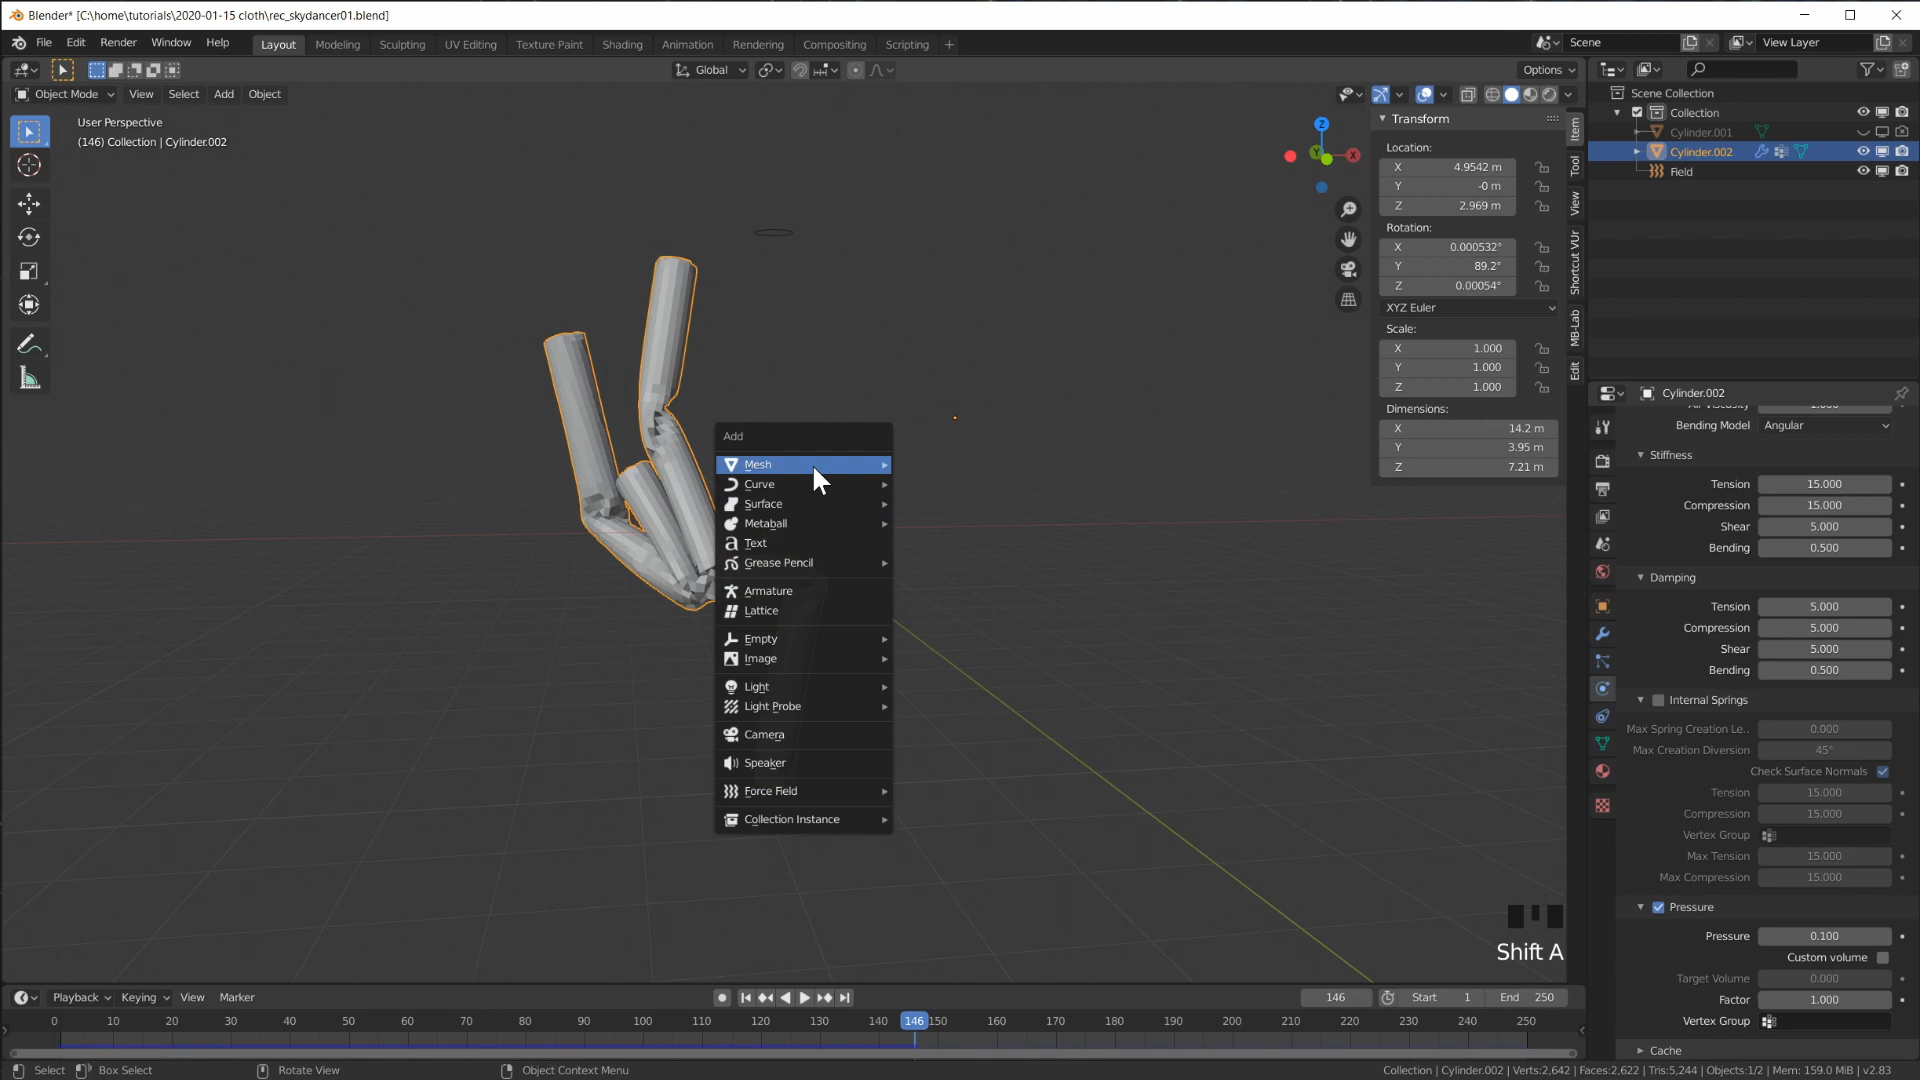 Blender* [C:\home\tutorials\2020-01-15 cloth\rec_skydancer01.blend]
File Edit Render Window Help Layout Modeling Sculpting UV Editing Texture Paint Shading Animation Rendering Compositing Scripting + Scene View Layer
Global Options
Object Mode View Select Add Object
User Perspective
(146) Collection | Cylinder.002
Z
Y
X
Transform
Location:
X 4.9542 m
Y -0 m
Z 2.969 m
Rotation:
X 0.000532°
Y 89.2°
Z 0.00054°
XYZ Euler
Scale:
X 1.000
Y 1.000
Z 1.000
Dimensions:
X 14.2 m
Y 3.95 m
Z 7.21 m
Item
Tool
View
Shortcut VUr
MB-Lab
Edit
Add
Mesh
Curve
Surface
Metaball
Text
Grease Pencil
Armature
Lattice
Empty
Image
Light
Light Probe
Camera
Speaker
Force Field
Collection Instance
Shift A
Scene Collection
Collection
Cylinder.001
Cylinder.002
Field
Cylinder.002
Bending Model Angular
Stiffness
Tension 15.000
Compression 15.000
Shear 5.000
Bending 0.500
Damping
Tension 5.000
Compression 5.000
Shear 5.000
Bending 0.500
Internal Springs
Max Spring Creation Le.. 0.000
Max Creation Diversion 45°
Check Surface Normals
Tension 15.000
Compression 15.000
Vertex Group
Max Tension 15.000
Max Compression 15.000
Pressure
Pressure 0.100
Custom volume
Target Volume 0.000
Factor 1.000
Vertex Group
Cache
Playback Keying View Marker 146 Start 1 End 250
0 10 20 30 40 50 60 70 80 90 100 110 120 130 140 146 150 160 170 180 190 200 210 220 230 240 250
Select Box Select Rotate View Object Context Menu Collection | Cylinder.002 | Verts:2,642 | Faces:2,622 | Tris:5,244 | Objects:1/2 | Mem: 159.0 MiB | v2.83